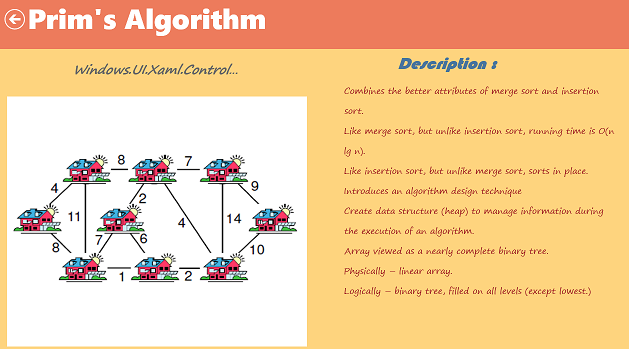 Prim's Algorithm
Windows.UI.Xaml.Control...
8 7
4 2 9
11 4 14
8 7 6 10
1 2
Description :
Combines the better attributes of merge sort and insertion
sort.
Like merge sort, but unlike insertion sort, running time is O(n
lg n).
Like insertion sort, but unlike merge sort, sorts in place.
Introduces an algorithm design technique
Create data structure (heap) to manage information during
the execution of an algorithm.
Array viewed as a nearly complete binary tree.
Physically – linear array.
Logically – binary tree, filled on all levels (except lowest.)